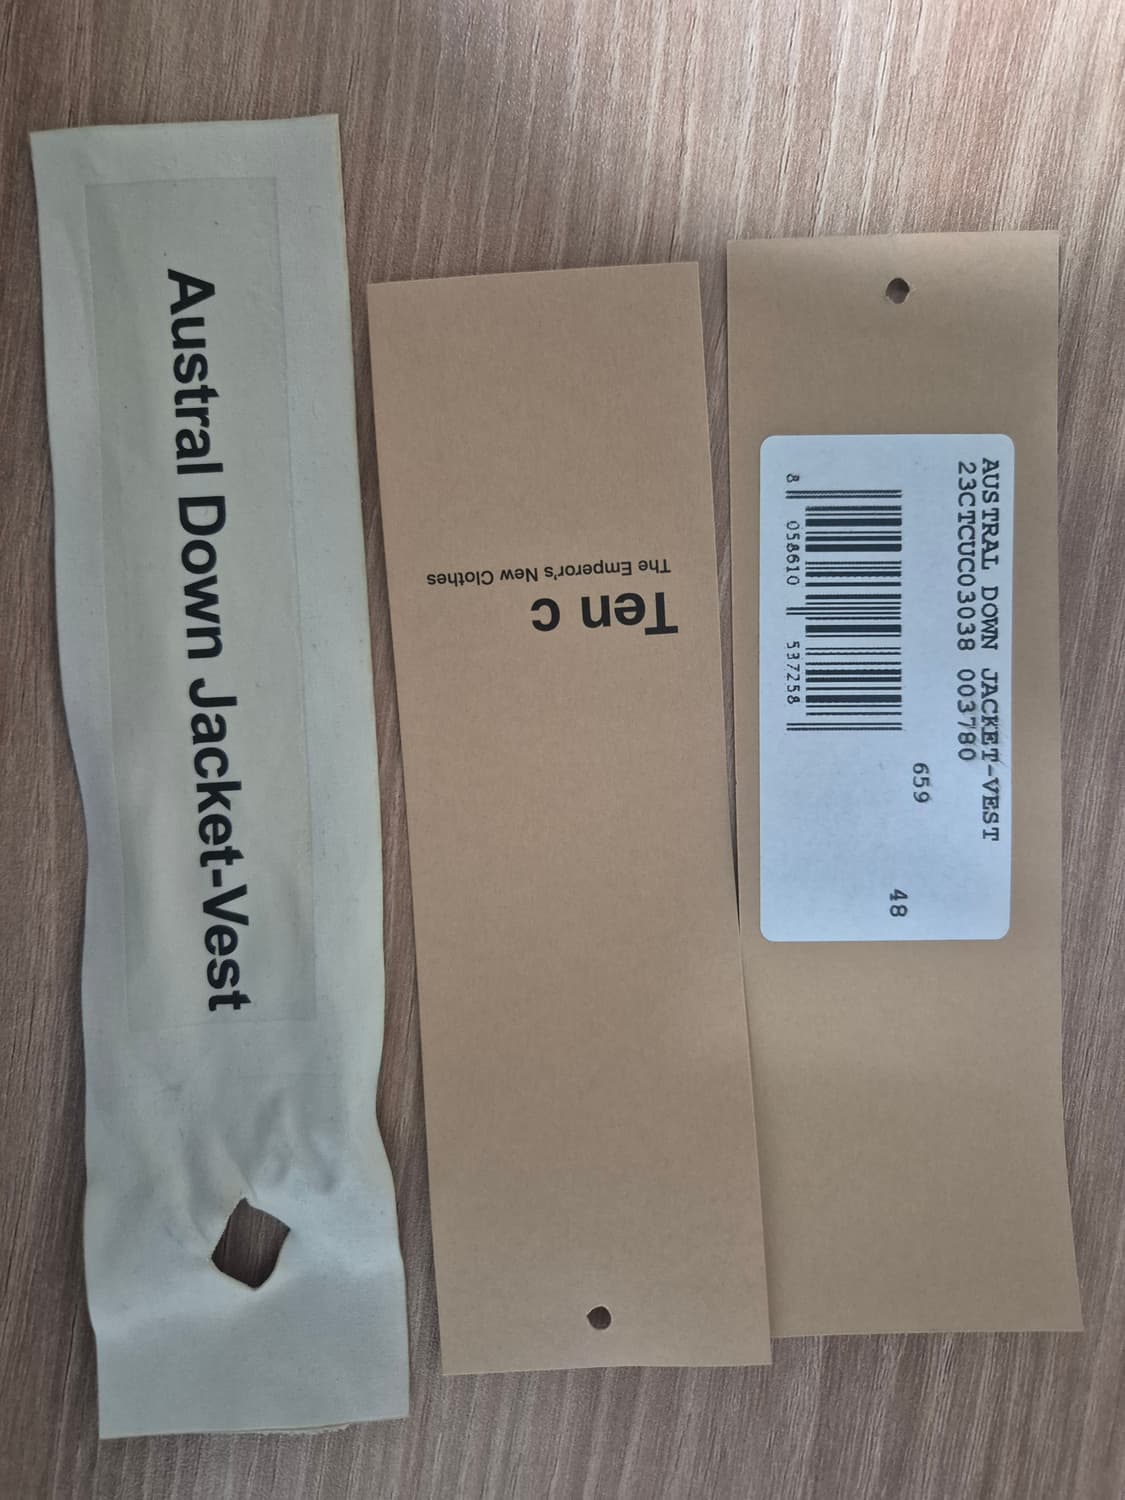 Austral Down Jacket-Vest
Ten c
The Emperor's New Clothes
AUSTRAL DOWN JACKET-VEST
23CTCUC03038 003780
659
48
8 058610 537258